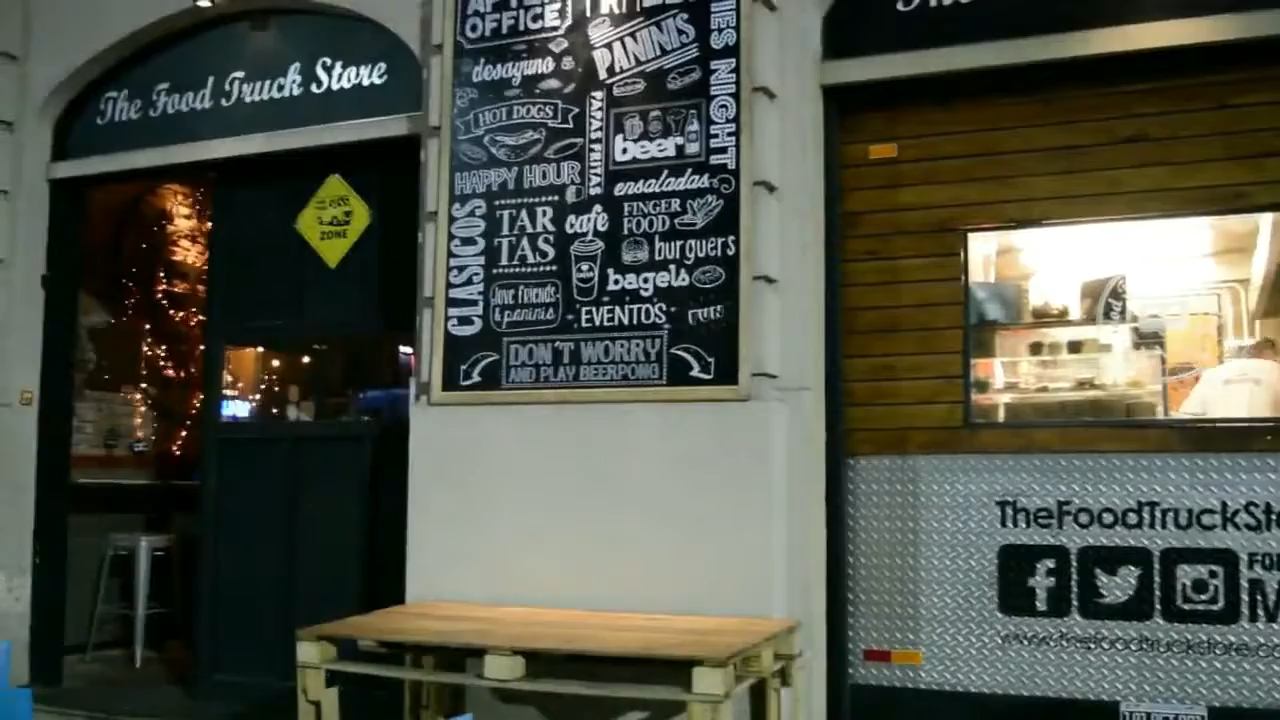 The Food Truck Store
ZONE
AFTER
OFFICE
PANINIS
desayuno
HOT DOGS
PAPAS FRITAS
beer
NIGHT
HAPPY HOUR
ensaladas
CLASICOS
TAR
TAS
cafe
FINGER
FOOD
burguers
bagels
love friends
& paninis
EVENTOS
FUN
DON'T WORRY
AND PLAY BEERPONG
TheFoodTruckSto
www.thefoodtruckstore.co